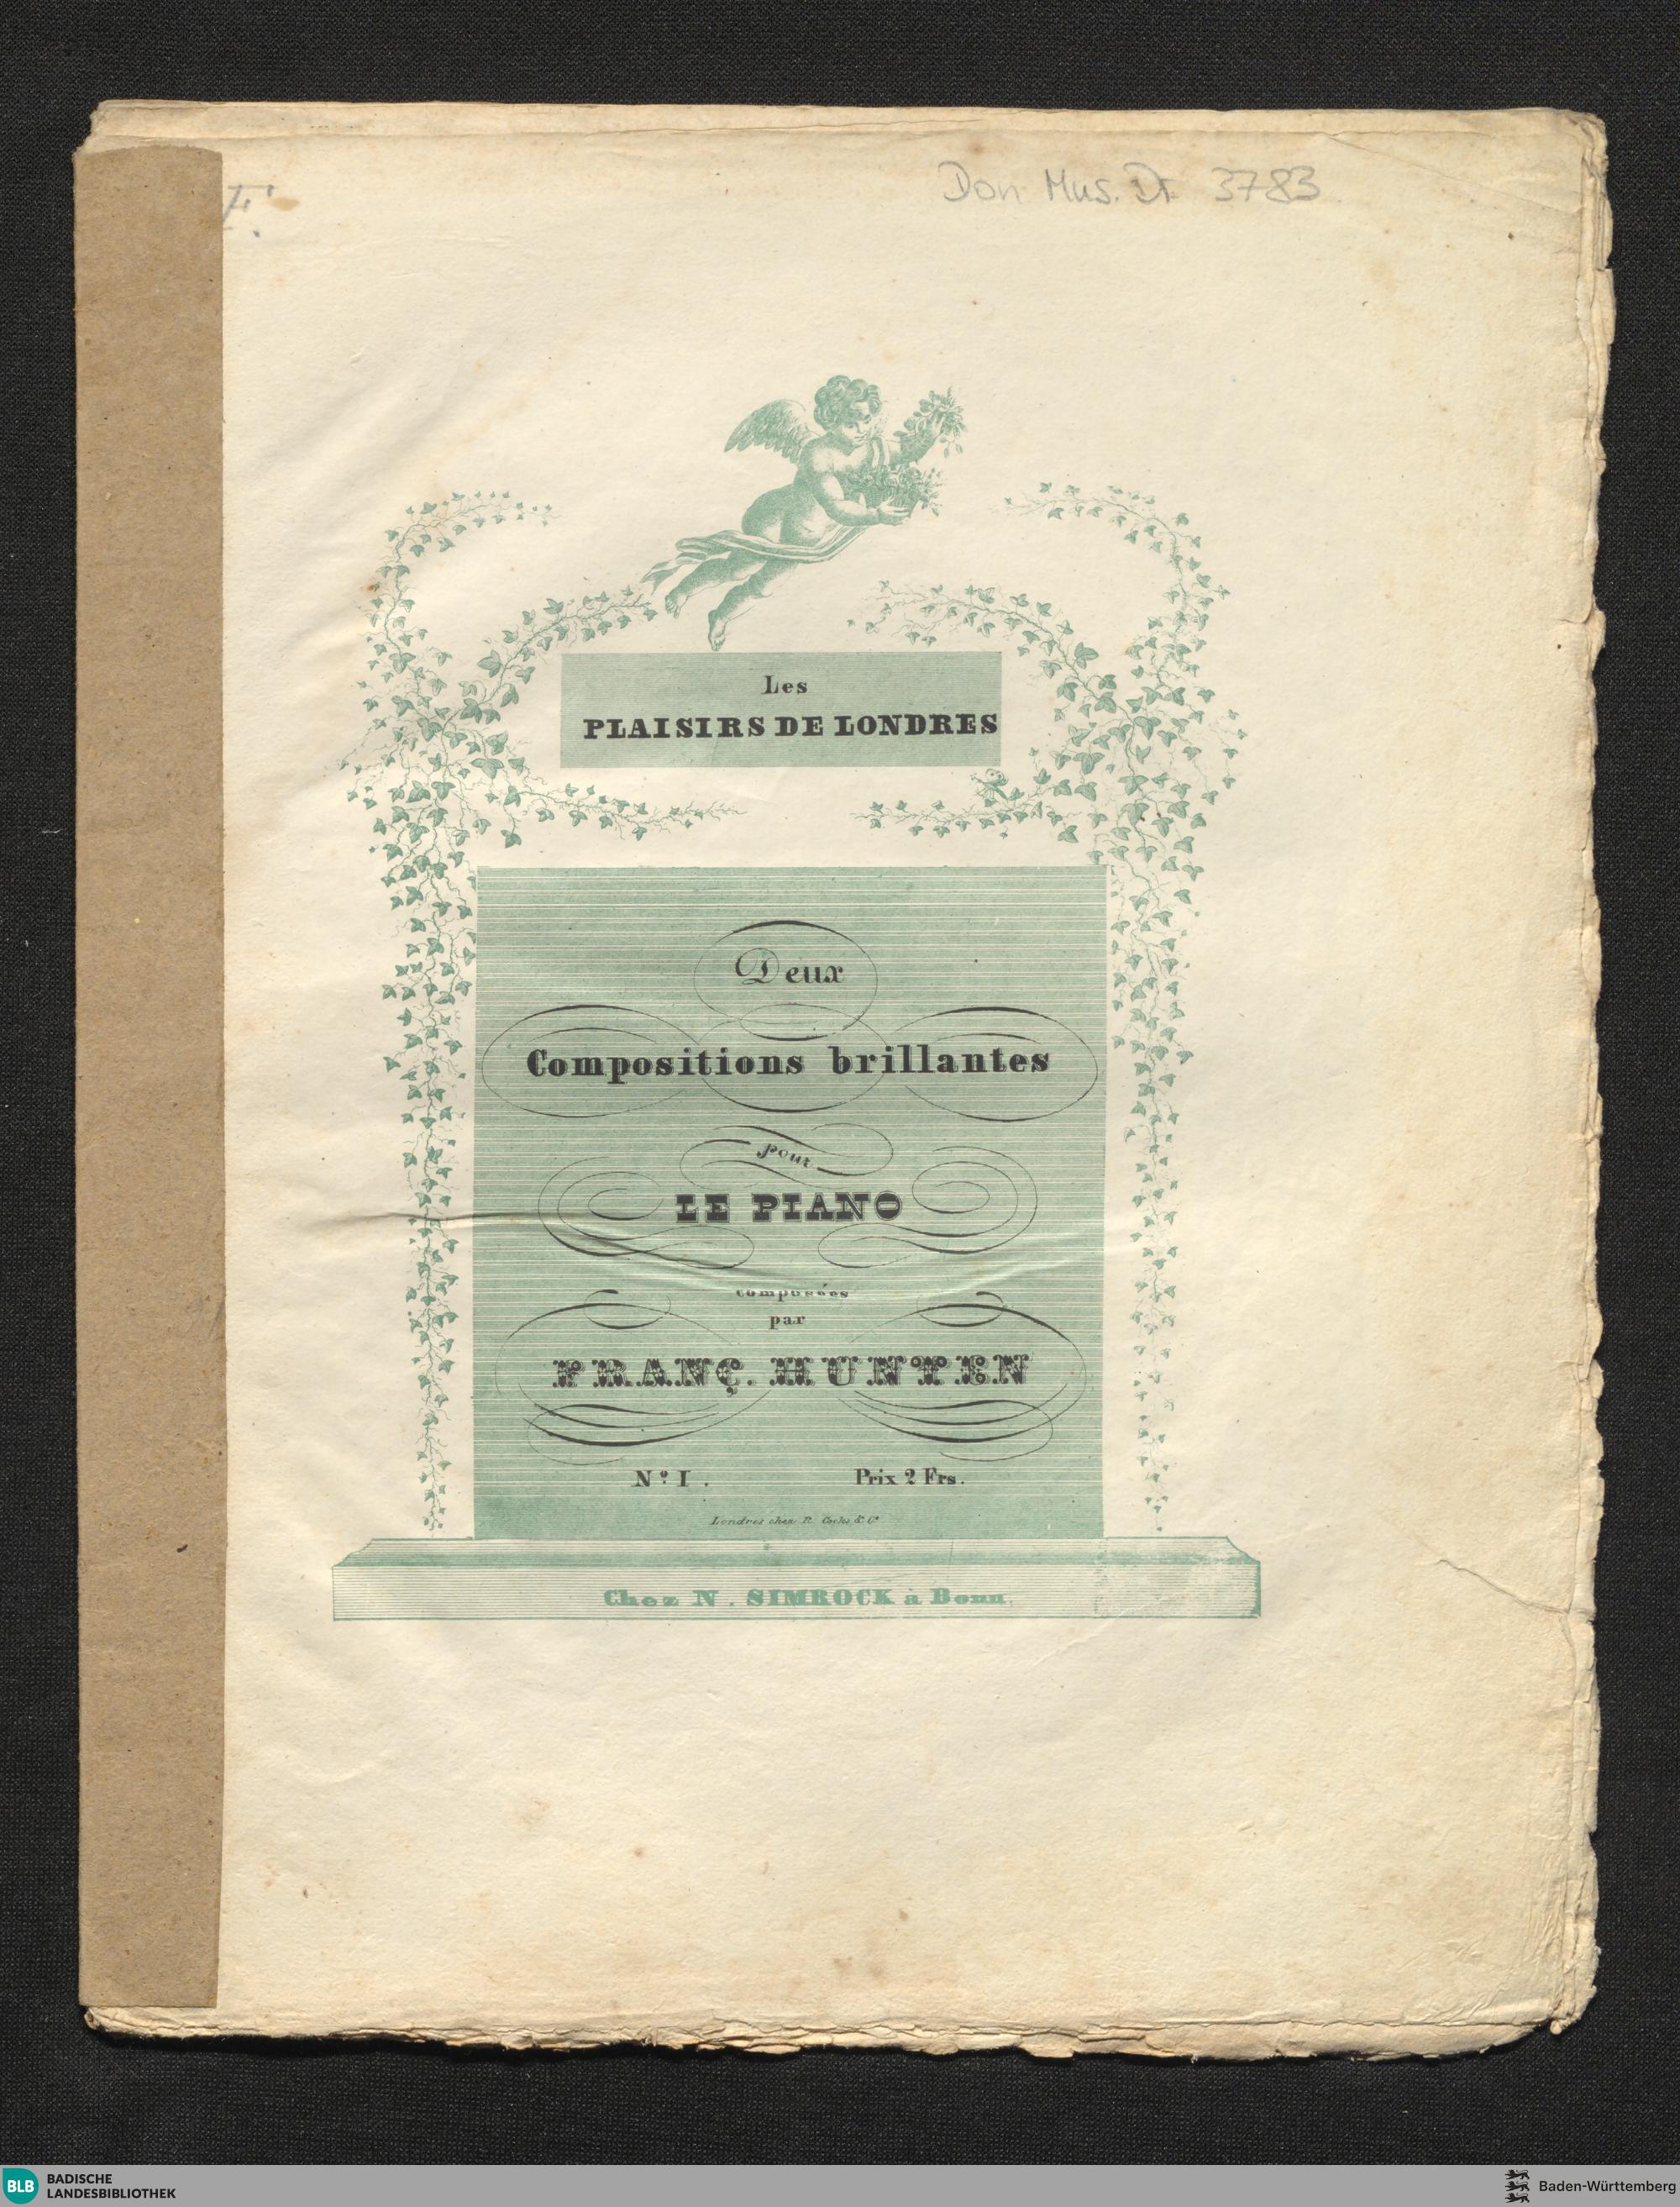 F.
Don Mus. Dr. 3783
Les
PLAISIRS DE LONDRES
Deux
Compositions brillantes
pour
LE PIANO
composées
par
FRANÇ. HUNTEN
Nº I. Prix 2 Frs.
Londres chez R. Cocks & Cº
Chez N. SIMROCK à Bonn.
BLB BADISCHE
LANDESBIBLIOTHEK
Baden-Württemberg